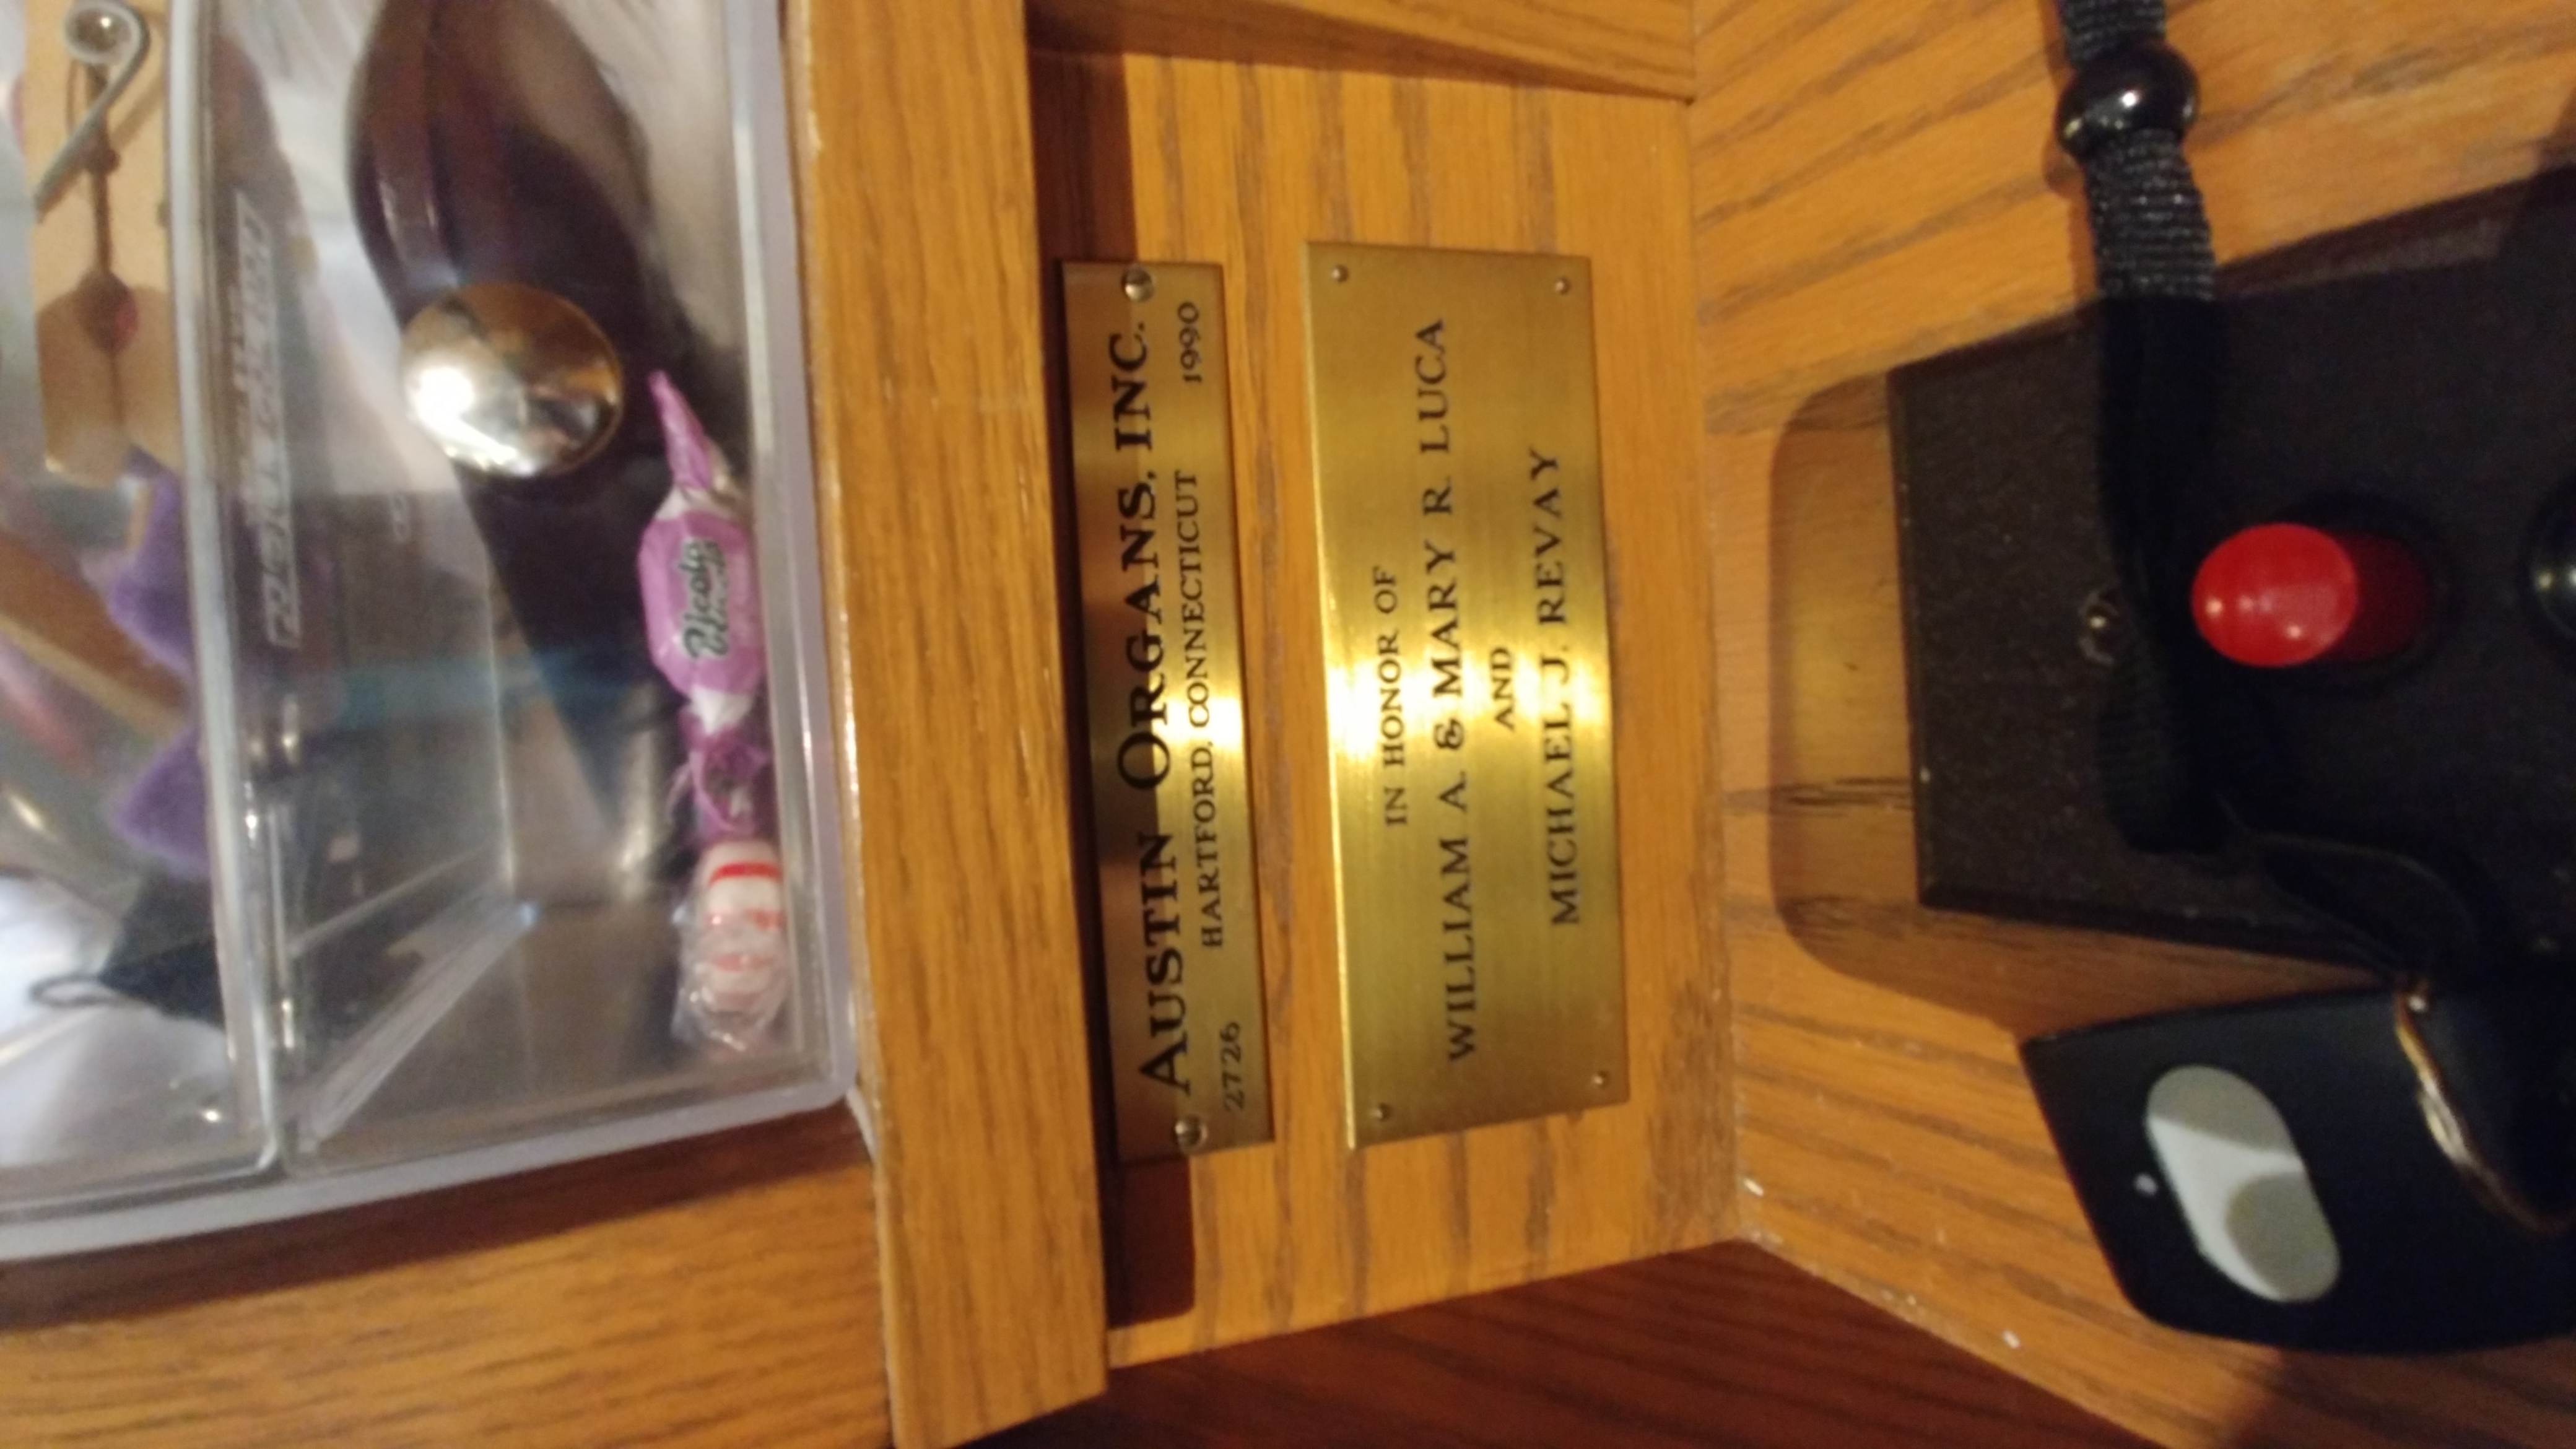 AUSTIN ORGANS, INC.
2726 HARTFORD, CONNECTICUT 1990
IN HONOR OF
WILLIAM A. & MARY R. LUCA
AND
MICHAEL J. REVAY